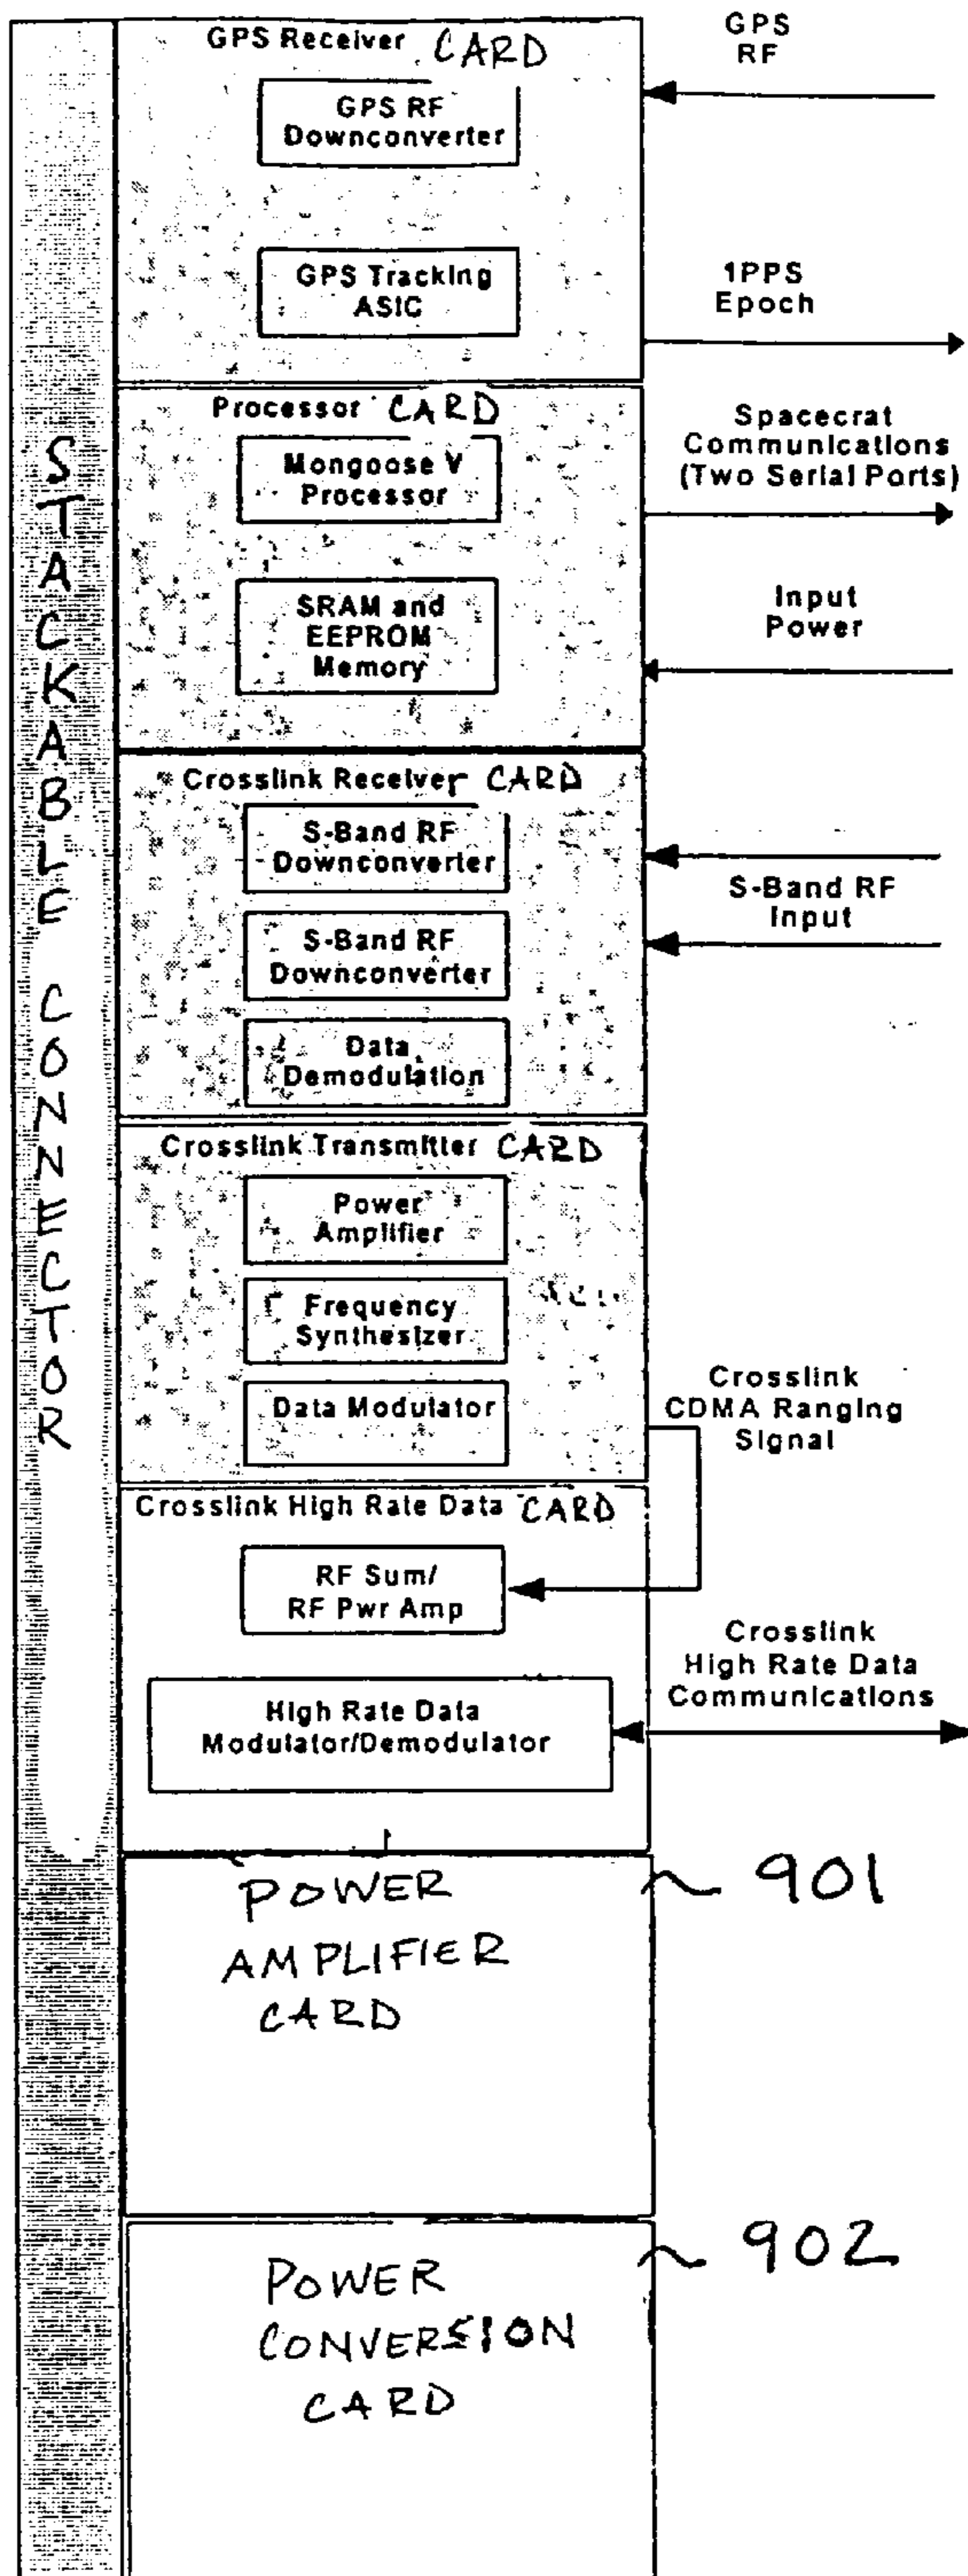 GPS Receiver CARD
GPS RF
Downconverter
GPS Tracking
ASIC
GPS
RF
1PPS
Epoch
Processor CARD
Mongoose V
Processor
SRAM and
EEPROM
Memory
Spacecrat
Communications
(Two Serial Ports)
Input
Power
Crosslink Receiver CARD
S-Band RF
Downconverter
S-Band RF
Downconverter
Data
Demodulation
S-Band RF
Input
Crosslink Transmitter CARD
Power
Amplifier
Frequency
Synthesizer
Data Modulator
Crosslink
CDMA Ranging
Signal
Crosslink High Rate Data CARD
RF Sum/
RF Pwr Amp
High Rate Data
Modulator/Demodulator
Crosslink
High Rate Data
Communications
STACKABLE CONNECTOR
POWER
AMPLIFIER
CARD
901
POWER
CONVERSION
CARD
902